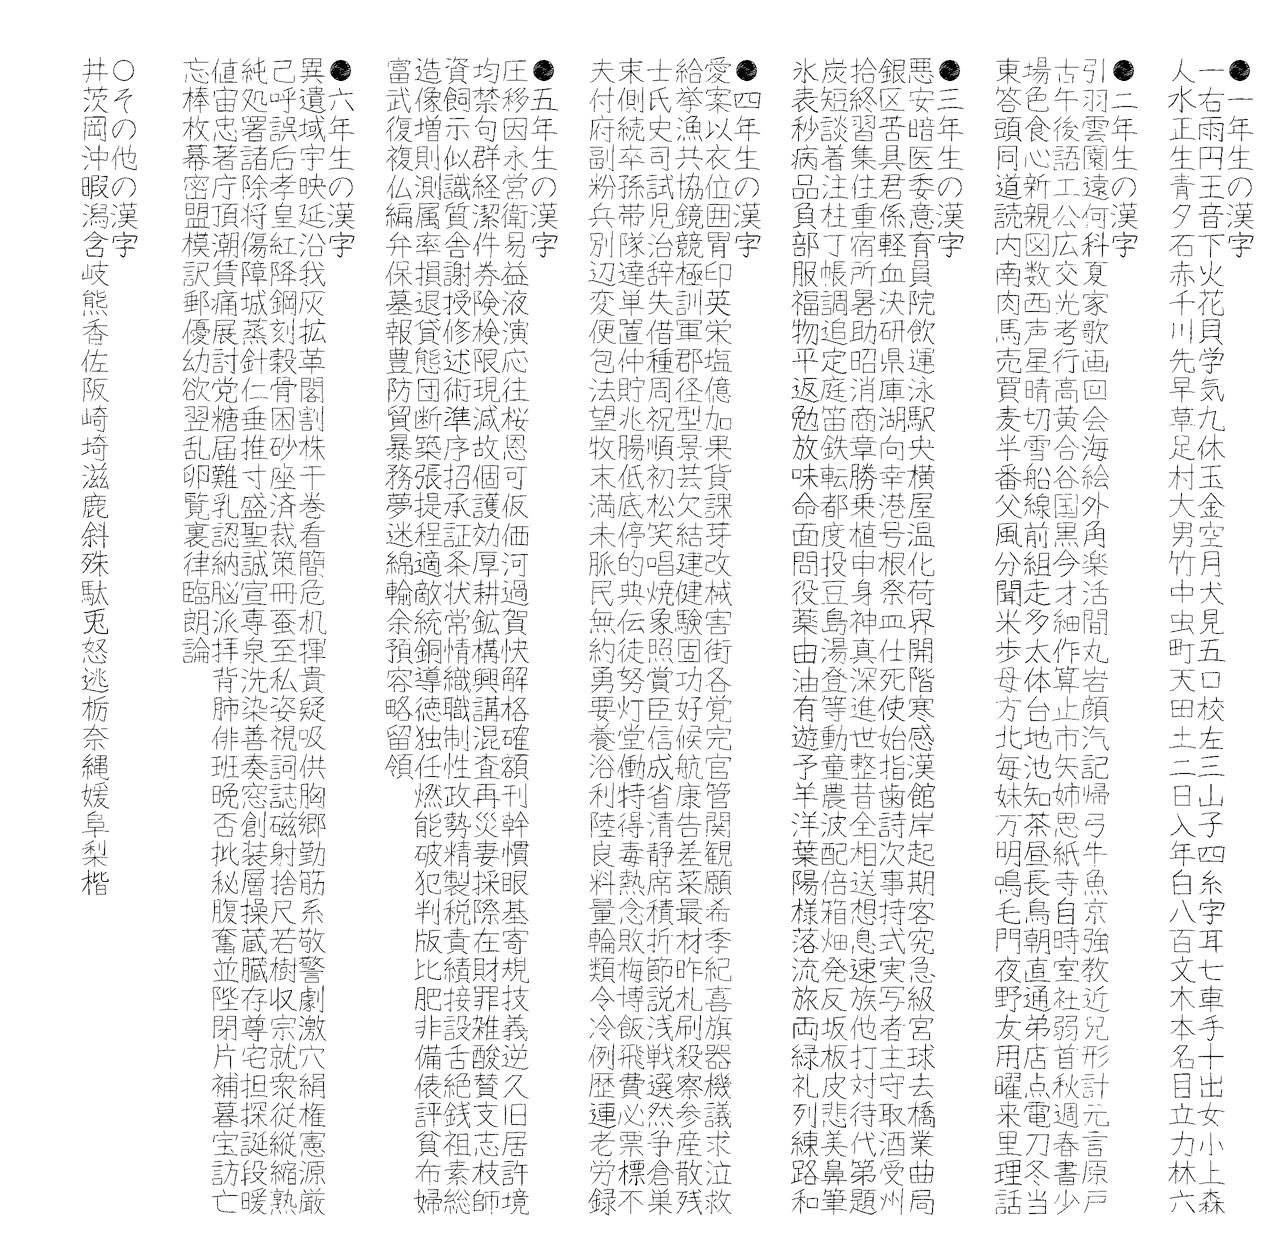 ●一年生の漢字
一右雨円王音下火花貝学気九休玉金空月犬見五口校左三山子四糸字耳七車手十出女小上森
人水正生青夕石赤千川先早草足村大男竹中虫町天田土二日入年白八百文木本名目立力林六
●二年生の漢字
引羽雲園遠何科夏家歌画回会海絵外角楽活間丸岩顔汽記帰弓牛魚京強教近兄形計元言原戸
古午後語工公広交光考行高黄合谷国黒今才細作算止市矢姉思紙寺自時室社弱首秋週春書少
場色食心新親図数西声星晴切雪船線前組走多太体台地池知茶昼長鳥朝直通弟店点電刀冬当
東答頭同道読内南肉馬売買麦半番父風分聞米歩母方北毎妹万明鳴毛門夜野友用曜来里理話
●三年生の漢字
悪安暗医委意育員院飲運泳駅央横屋温化荷界開階寒感漢館岸起期客究急級宮球去橋業曲局
銀区苦具君係軽血決研県庫湖向幸港号根祭皿仕死使始指歯詩次事持式実写者主守取酒受州
拾終習集住重宿所暑助昭消商章勝乗植申身神真深進世整昔全相送想息速族他打対待代第題
炭短談着注柱丁帳調追定庭笛鉄転都度投豆島湯登等動童農波配倍箱畑発反坂板皮悲美鼻筆
氷表秒病品負部服福物平返勉放味命面問役薬由油有遊予羊洋葉陽様落流旅両緑礼列練路和
●四年生の漢字
愛案以衣位囲胃印英栄塩億加果貨課芽改械害街各覚完官管関観願希季紀喜旗器機議求泣救
給挙漁共協鏡競極訓軍郡径型景芸欠結建健験固功好候航康告差菜最材昨札刷殺察参産散残
士氏史司試児治辞失借種周祝順初松笑唱焼象照賞臣信成省清静席積折節説浅戦選然争倉巣
束側続卒孫帯隊達単置仲貯兆腸低底停的典伝徒努灯堂働特得毒熱念敗梅博飯飛費必票標不
夫付府副粉兵別辺変便包法望牧末満未脈民無約勇要養浴利陸良料量輪類令冷例歴連老労録
●五年生の漢字
圧移因永営衛易益液演応往桜恩可仮価河過賀快解格確額刊幹慣眼基寄規技義逆久旧居許境
均禁句群経潔件券険検限現減故個護効厚耕鉱構興講混査再災妻採際在財罪雑酸賛支志枝師
資飼示似識質舎謝授修述術準序招承証条状常情織職制性政勢精製税責績接設舌絶銭祖素総
造像増則測属率損退貸態団断築張提程適敵統銅導徳独任燃能破犯判版比肥非備俵評貧布婦
富武復複仏編弁保墓報豊防貿暴務夢迷綿輸余預容略留領
●六年生の漢字
異遺域宇映延沿我灰拡革閣割株干巻看簡危机揮貴疑吸供胸郷勤筋系敬警劇激穴絹権憲源厳
己呼誤后孝皇紅降鋼刻穀骨困砂座済裁策冊蚕至私姿視詞誌磁射捨尺若樹収宗就衆従縦縮熟
純処署諸除将傷障城蒸針仁垂推寸盛聖誠宣専泉洗染善奏窓創装層操蔵臓存尊宅担探誕段暖
値宙忠著庁頂潮賃痛展討党糖届難乳認納脳派拝背肺俳班晩否批秘腹奮並陛閉片補暮宝訪亡
忘棒枚幕密盟模訳郵優幼欲翌乱卵覧裏律臨朗論
○その他の漢字
井茨岡沖暇潟含岐熊香佐阪崎埼滋鹿斜殊駄兎怒逃栃奈縄媛阜梨楷